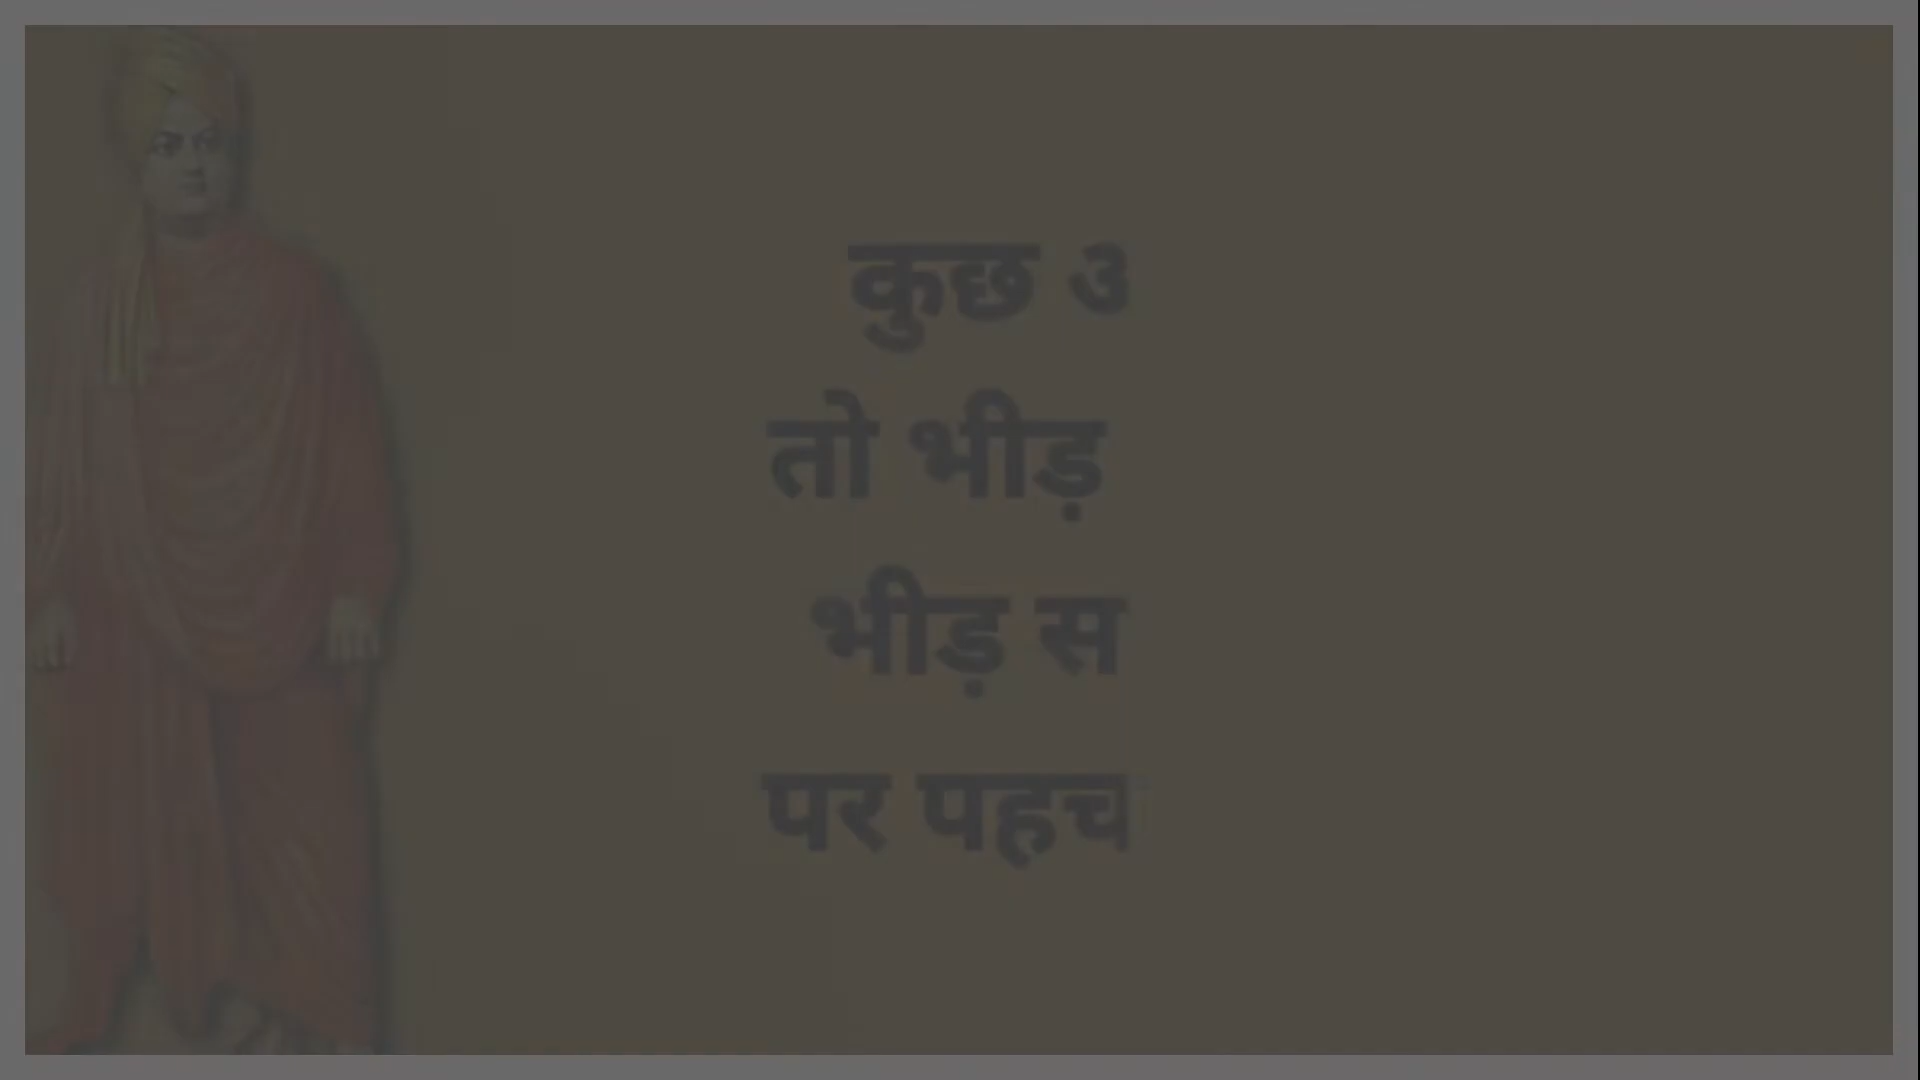 कुछ
तो भीड़
भीड़ स
पर पहच